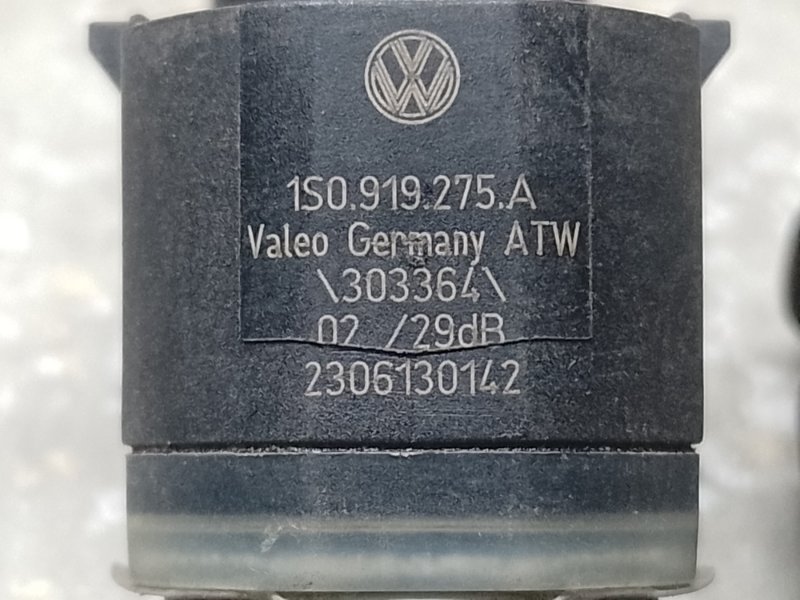 1S0.919.275.A
Valeo Germany ATW
\303364\
02 /29dB
2306130142